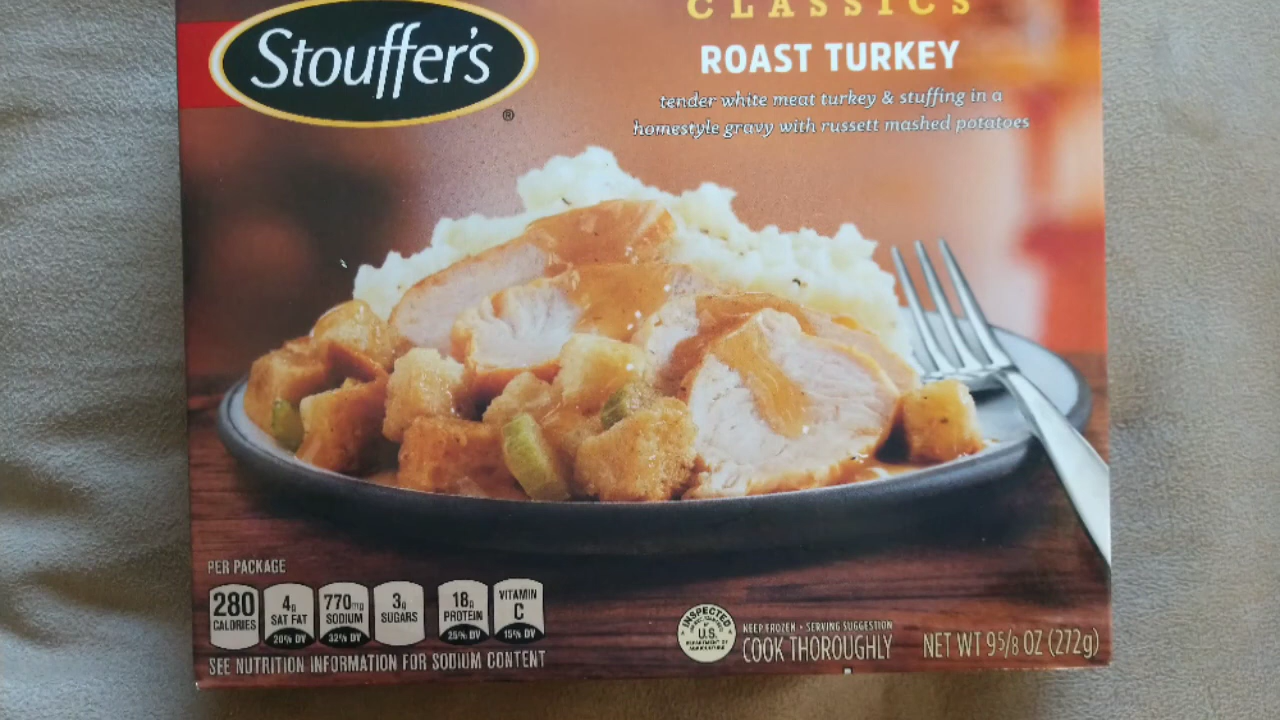 CLASSICS
Stouffer's
®
ROAST TURKEY
tender white meat turkey & stuffing in a
homestyle gravy with russett mashed potatoes
PER PACKAGE
280 CALORIES
4g SAT FAT 20% DV
770mg SODIUM 32% DV
3g SUGARS
18g PROTEIN 25% DV
VITAMIN C 15% DV
SEE NUTRITION INFORMATION FOR SODIUM CONTENT
INSPECTED
U.S.
DEPARTMENT OF
AGRICULTURE
KEEP FROZEN • SERVING SUGGESTION
COOK THOROUGHLY
NET WT 9 5/8 OZ (272g)